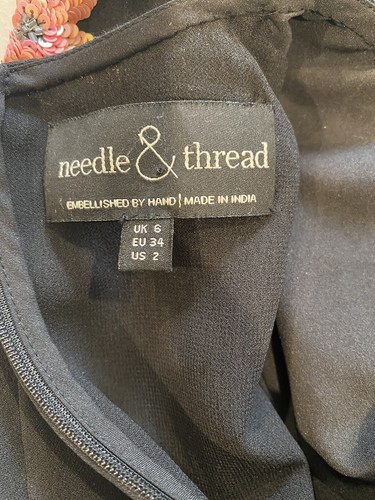 needle & thread
EMBELLISHED BY HAND | MADE IN INDIA
UK 6
EU 34
US 2